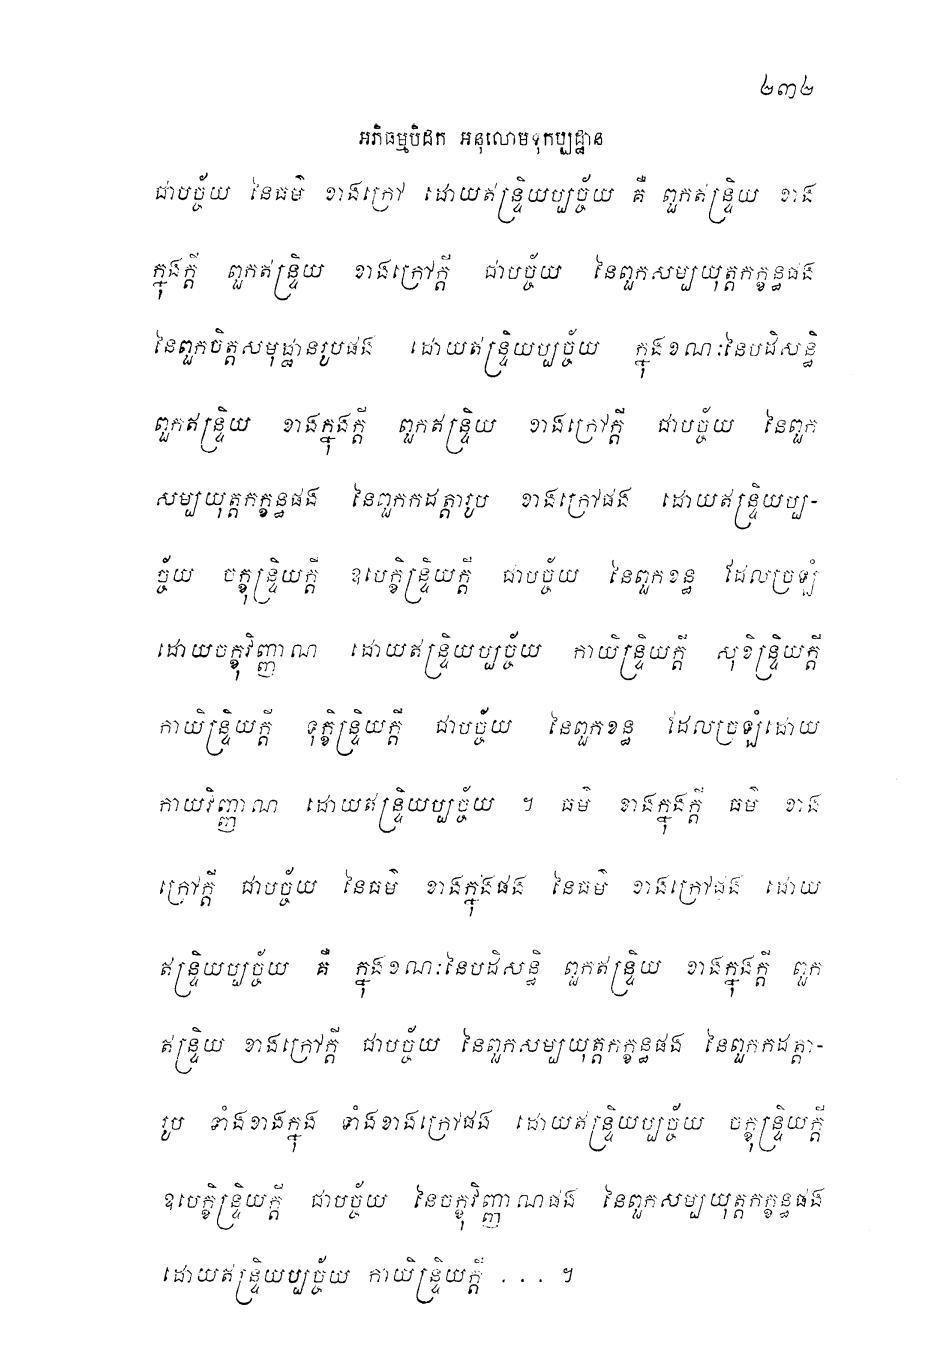 ២៣២
អភិធម្មបិដក អនុលោមទុកប្បដ្ឋាន
ជាបច្ច័យ នៃធម៌ ខាងក្រៅ ដោយឥន្ទ្រិយប្បច្ច័យ គឺ ពួកឥន្ទ្រិយ ខាង
ក្នុងក្តី ពួកឥន្ទ្រិយ ខាងក្រៅក្តី ជាបច្ច័យ នៃពួកសម្បយុត្តកក្ខន្ធផង
នៃពួកចិត្តសមុដ្ឋានរូបផង ដោយឥន្ទ្រិយប្បច្ច័យ ក្នុងខណៈនៃបដិសន្ធិ
ពួកឥន្ទ្រិយ ខាងក្នុងក្តី ពួកឥន្ទ្រិយ ខាងក្រៅក្តី ជាបច្ច័យ នៃពួក
សម្បយុត្តកក្ខន្ធផង នៃពួកកដត្តារូប ខាងក្រៅផង ដោយឥន្ទ្រិយប្ប-
ច្ច័យ ចក្ខុន្ទ្រិយក្តី ឧបេក្ខិន្ទ្រិយក្តី ជាបច្ច័យ នៃពួកខន្ធ ដែលច្រឡំ
ដោយចក្ខុវិញ្ញាណ ដោយឥន្ទ្រិយប្បច្ច័យ កាយិន្ទ្រិយក្តី សុខិន្ទ្រិយក្តី
កាយិន្ទ្រិយក្តី ទុក្ខិន្ទ្រិយក្តី ជាបច្ច័យ នៃពួកខន្ធ ដែលច្រឡំដោយ
កាយវិញ្ញាណ ដោយឥន្ទ្រិយប្បច្ច័យ ។ ធម៌ ខាងក្នុងក្តី ធម៌ ខាង
ក្រៅក្តី ជាបច្ច័យ នៃធម៌ ខាងក្នុងផង នៃធម៌ ខាងក្រៅផង ដោយ
ឥន្ទ្រិយប្បច្ច័យ គឺ ក្នុងខណៈនៃបដិសន្ធិ ពួកឥន្ទ្រិយ ខាងក្នុងក្តី ពួក
ឥន្ទ្រិយ ខាងក្រៅក្តី ជាបច្ច័យ នៃពួកសម្បយុត្តកក្ខន្ធផង នៃពួកកដត្តា-
រូប ទាំងខាងក្នុង ទាំងខាងក្រៅផង ដោយឥន្ទ្រិយប្បច្ច័យ ចក្ខុន្ទ្រិយក្តី
ឧបេក្ខិន្ទ្រិយក្តី ជាបច្ច័យ នៃចក្ខុវិញ្ញាណផង នៃពួកសម្បយុត្តកក្ខន្ធផង
ដោយឥន្ទ្រិយប្បច្ច័យ កាយិន្ទ្រិយក្តី . . . ។